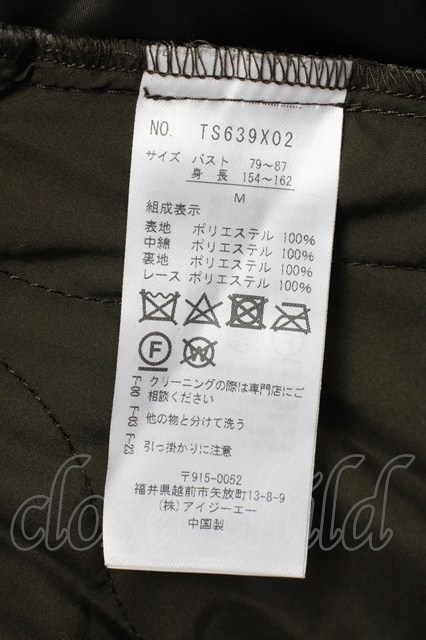 NO. TS639X02
サイズ バスト 79～87
身長 154～162
M
組成表示
表地 ポリエステル 100%
中綿 ポリエステル 100%
裏地 ポリエステル 100%
レース ポリエステル 100%
F W
F-00 クリーニングの際は専門店にご
相談ください
F-03 他の物と分けて洗う
F-23 引っ掛かりに注意
〒915-0052
福井県越前市矢放町13-8-9
(株)アイジーエー
中国製